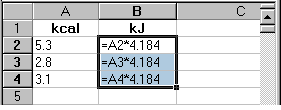 A B C
1 kcal kJ
2 5.3 =A2*4.184
3 2.8 =A3*4.184
4 3.1 =A4*4.184
5